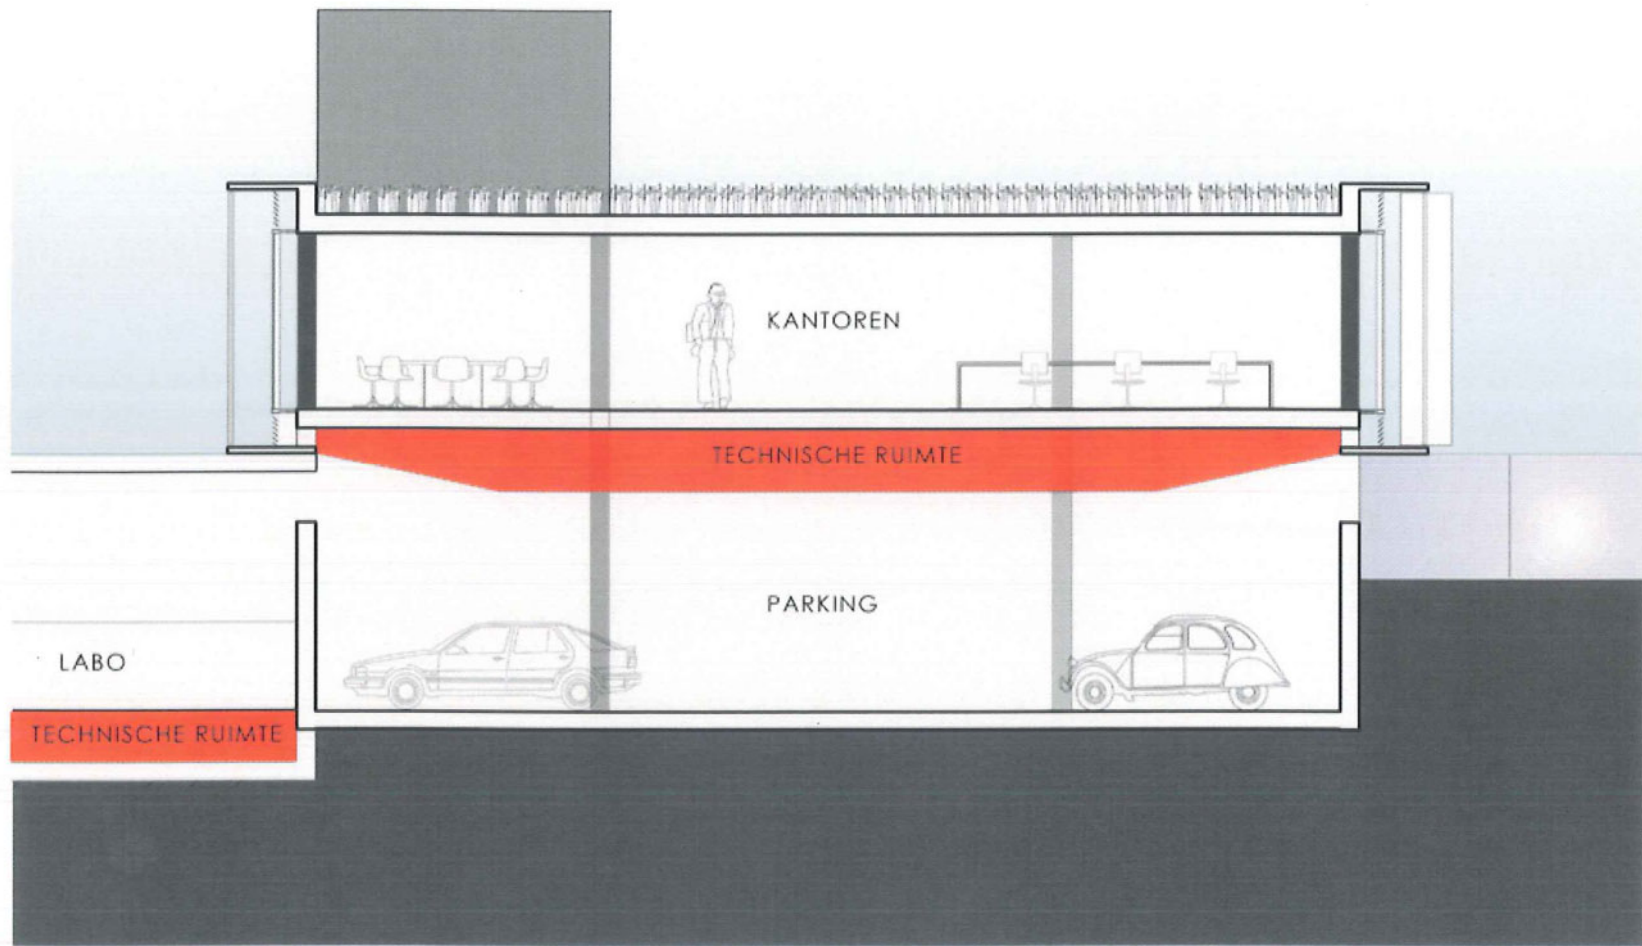 KANTOREN
TECHNISCHE RUIMTE
PARKING
LABO
TECHNISCHE RUIMTE